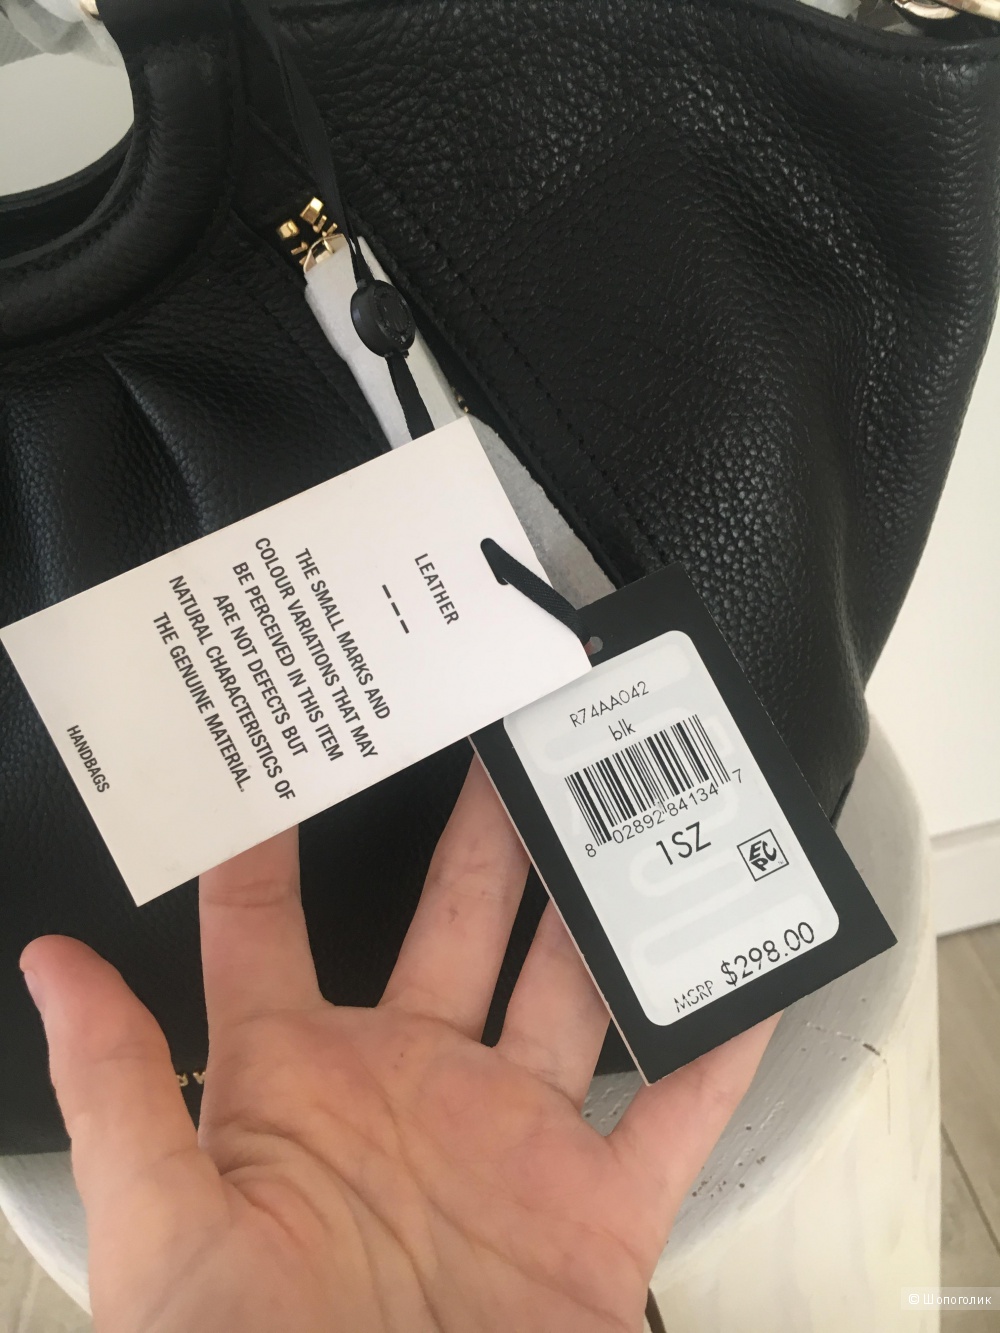 LEATHER
---
THE SMALL MARKS AND
COLOUR VARIATIONS THAT MAY
BE PERCEIVED IN THIS ITEM
ARE NOT DEFECTS BUT
NATURAL CHARACTERISTICS OF
THE GENUINE MATERIAL.
HANDBAGS
R74AA042
blk
8 02892 84134 7
1SZ
EPC
MSRP $298.00
© Шопоголик